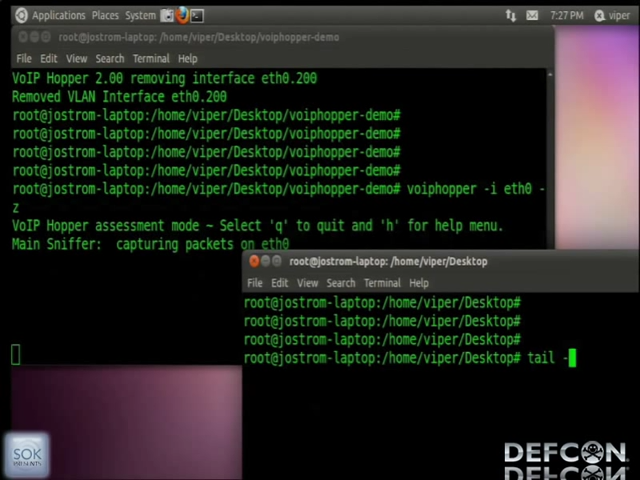 Applications Places System
7:27 PM viper
root@jostrom-laptop: /home/viper/Desktop/voiphopper-demo
File Edit View Search Terminal Help
VoIP Hopper 2.00 removing interface eth0.200
Removed VLAN Interface eth0.200
root@jostrom-laptop:/home/viper/Desktop/voiphopper-demo#
root@jostrom-laptop:/home/viper/Desktop/voiphopper-demo#
root@jostrom-laptop:/home/viper/Desktop/voiphopper-demo#
root@jostrom-laptop:/home/viper/Desktop/voiphopper-demo#
root@jostrom-laptop:/home/viper/Desktop/voiphopper-demo# voiphopper -i eth0 -
z
VoIP Hopper assessment mode ~ Select 'q' to quit and 'h' for help menu.
Main Sniffer:  capturing packets on eth0
root@jostrom-laptop: /home/viper/Desktop
File Edit View Search Terminal Help
root@jostrom-laptop:/home/viper/Desktop#
root@jostrom-laptop:/home/viper/Desktop#
root@jostrom-laptop:/home/viper/Desktop#
root@jostrom-laptop:/home/viper/Desktop# tail -
SOK
PRESENTS
DEFCON